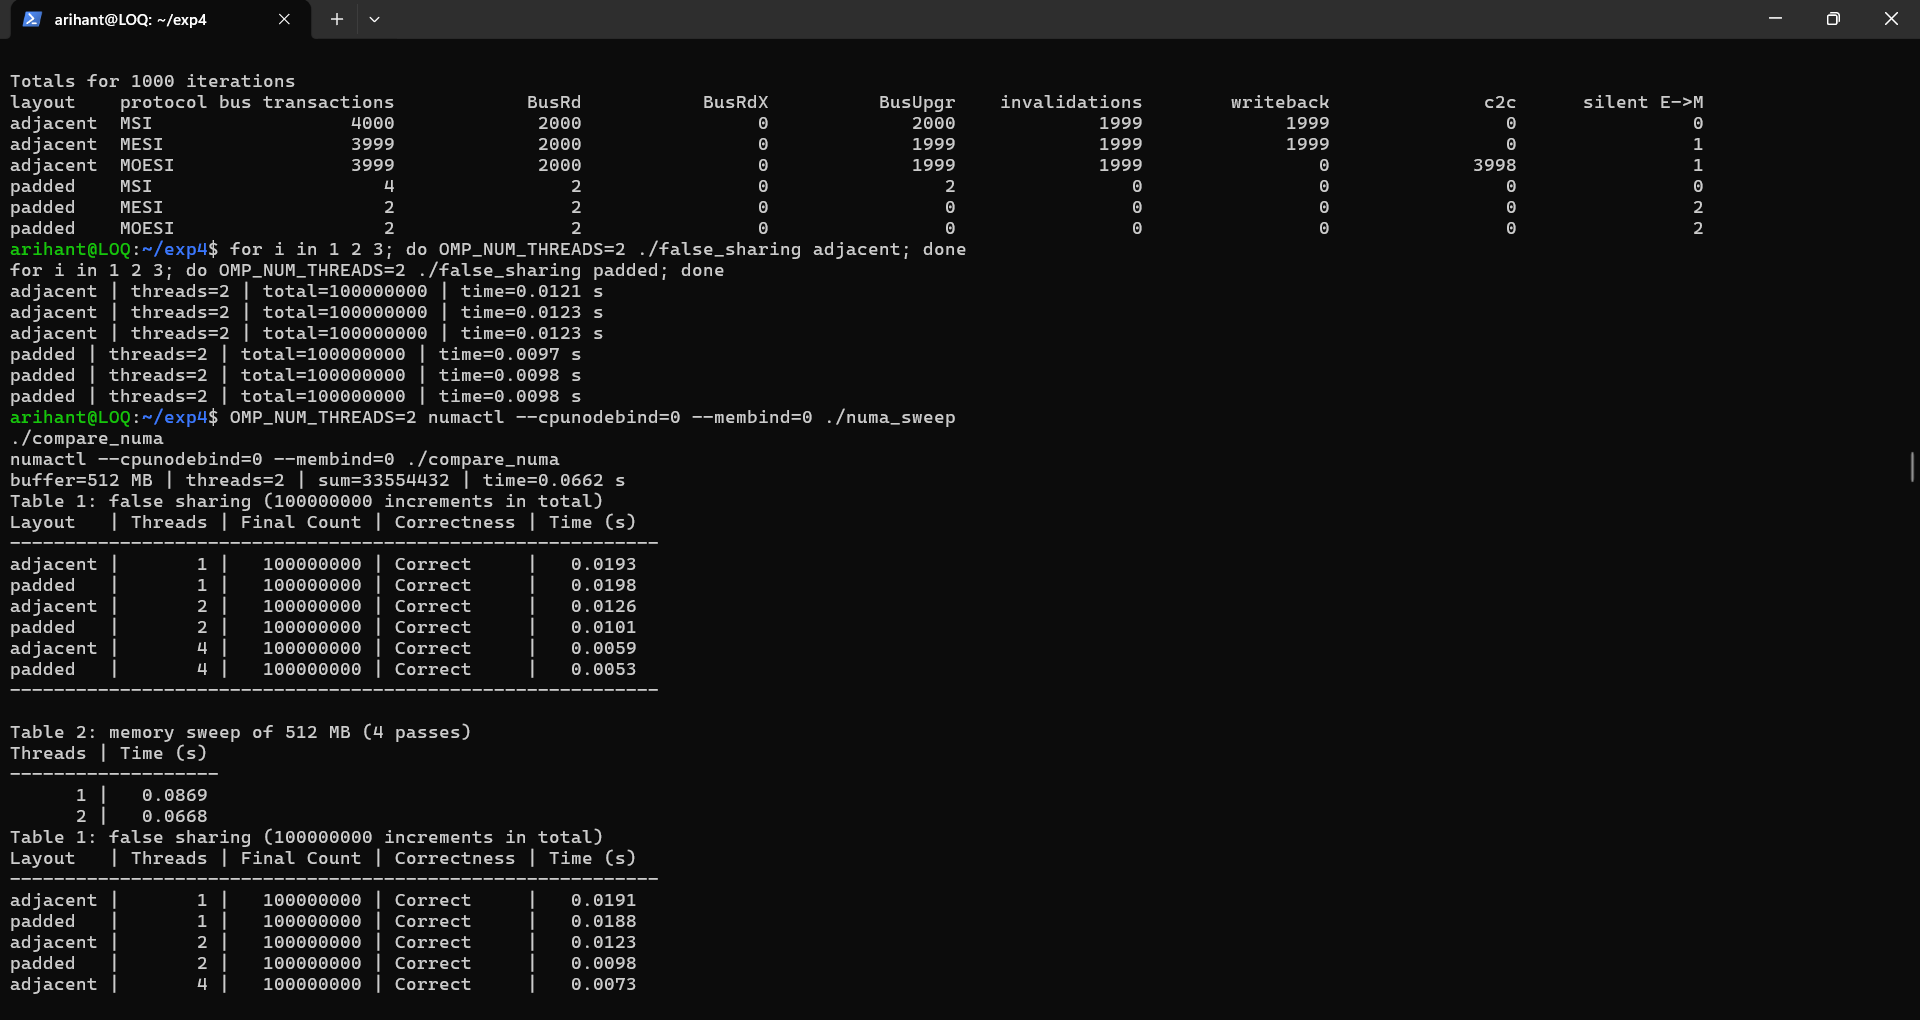 arihant@LOQ: ~/exp4
Totals for 1000 iterations
layout    protocol bus transactions            BusRd           BusRdX          BusUpgr    invalidations        writeback              c2c      silent E->M
adjacent  MSI                  4000             2000                0             2000             1999             1999                0                0
adjacent  MESI                 3999             2000                0             1999             1999             1999                0                1
adjacent  MOESI                3999             2000                0             1999             1999                0             3998                1
padded    MSI                     4                2                0                2                0                0                0                0
padded    MESI                    2                2                0                0                0                0                0                2
padded    MOESI                   2                2                0                0                0                0                0                2
arihant@LOQ:~/exp4$ for i in 1 2 3; do OMP_NUM_THREADS=2 ./false_sharing adjacent; done
for i in 1 2 3; do OMP_NUM_THREADS=2 ./false_sharing padded; done
adjacent | threads=2 | total=100000000 | time=0.0121 s
adjacent | threads=2 | total=100000000 | time=0.0123 s
adjacent | threads=2 | total=100000000 | time=0.0123 s
padded | threads=2 | total=100000000 | time=0.0097 s
padded | threads=2 | total=100000000 | time=0.0098 s
padded | threads=2 | total=100000000 | time=0.0098 s
arihant@LOQ:~/exp4$ OMP_NUM_THREADS=2 numactl --cpunodebind=0 --membind=0 ./numa_sweep
./compare_numa
numactl --cpunodebind=0 --membind=0 ./compare_numa
buffer=512 MB | threads=2 | sum=33554432 | time=0.0662 s
Table 1: false sharing (100000000 increments in total)
Layout   | Threads | Final Count | Correctness | Time (s)
-----------------------------------------------------------
adjacent |       1 |   100000000 | Correct     |   0.0193
padded   |       1 |   100000000 | Correct     |   0.0198
adjacent |       2 |   100000000 | Correct     |   0.0126
padded   |       2 |   100000000 | Correct     |   0.0101
adjacent |       4 |   100000000 | Correct     |   0.0059
padded   |       4 |   100000000 | Correct     |   0.0053
-----------------------------------------------------------
Table 2: memory sweep of 512 MB (4 passes)
Threads | Time (s)
-------------------
      1 |   0.0869
      2 |   0.0668
Table 1: false sharing (100000000 increments in total)
Layout   | Threads | Final Count | Correctness | Time (s)
-----------------------------------------------------------
adjacent |       1 |   100000000 | Correct     |   0.0191
padded   |       1 |   100000000 | Correct     |   0.0188
adjacent |       2 |   100000000 | Correct     |   0.0123
padded   |       2 |   100000000 | Correct     |   0.0098
adjacent |       4 |   100000000 | Correct     |   0.0073